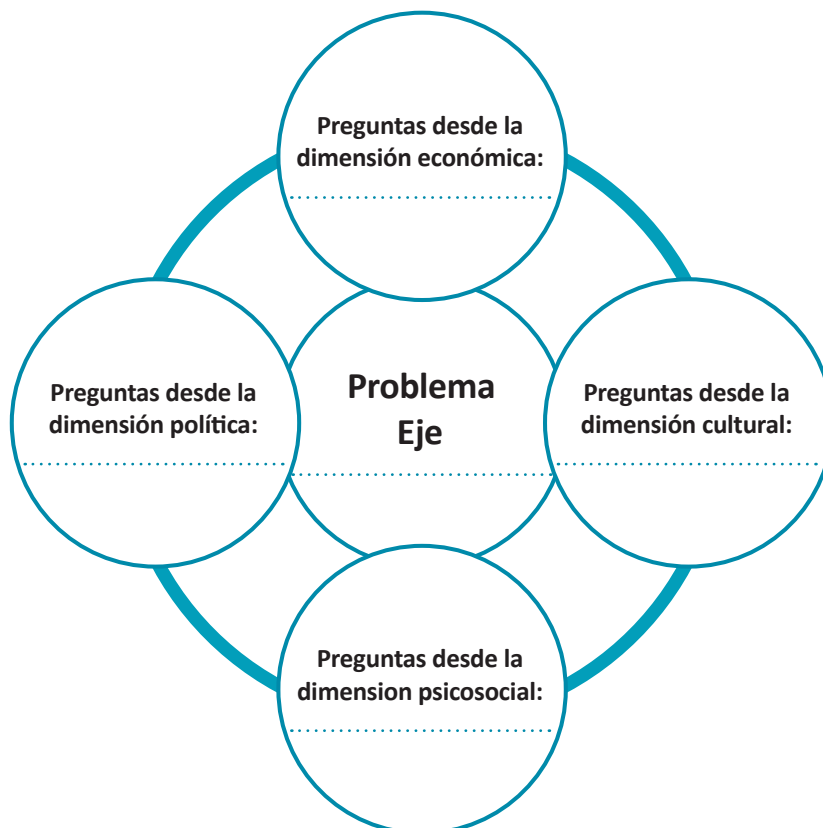 Preguntas desde la
dimensión económica:
Preguntas desde la
dimensión política:
Problema
Eje
Preguntas desde la
dimensión cultural:
Preguntas desde la
dimension psicosocial: